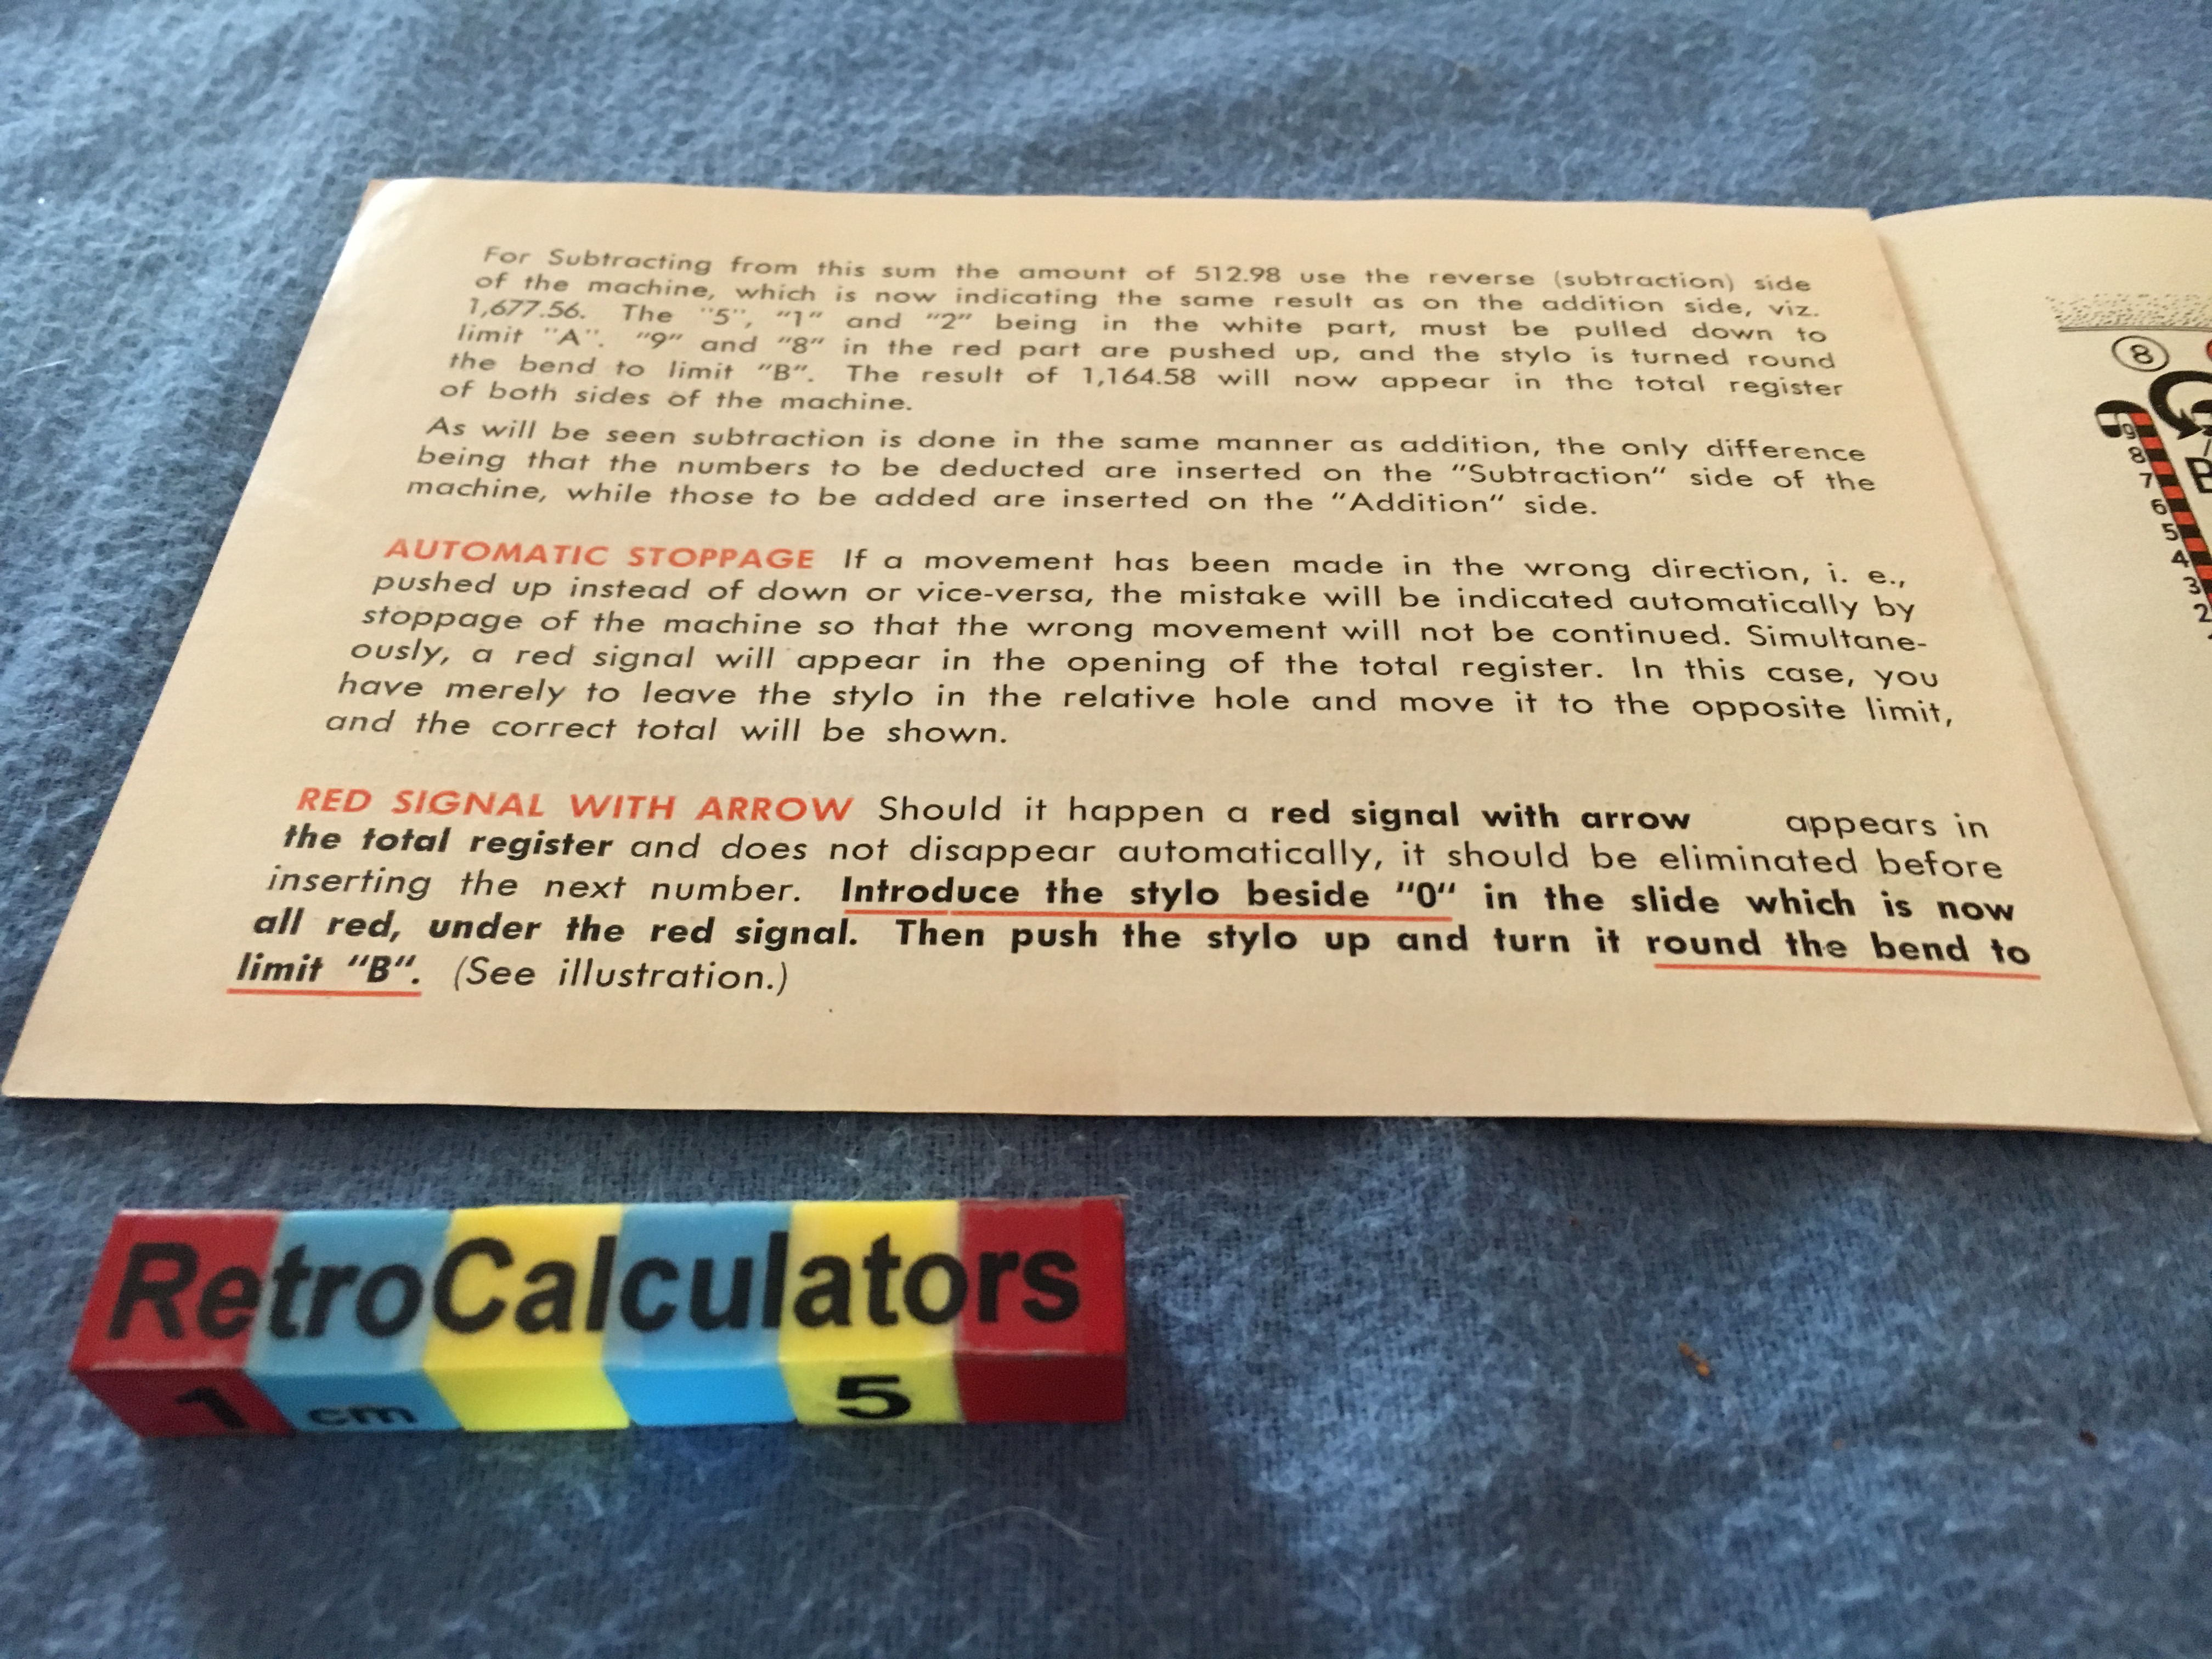 For Subtracting from this sum the amount of 512.98 use the reverse (subtraction) side
of the machine, which is now indicating the same result as on the addition side, viz.
1,677.56. The "5", "1" and "2" being in the white part, must be pulled down to
limit "A". "9" and "8" in the red part are pushed up, and the stylo is turned round
the bend to limit "B". The result of 1,164.58 will now appear in the total register
of both sides of the machine.
As will be seen subtraction is done in the same manner as addition, the only difference
being that the numbers to be deducted are inserted on the "Subtraction" side of the
machine, while those to be added are inserted on the "Addition" side.
AUTOMATIC STOPPAGE If a movement has been made in the wrong direction, i. e.,
pushed up instead of down or vice-versa, the mistake will be indicated automatically by
stoppage of the machine so that the wrong movement will not be continued. Simultane-
ously, a red signal will appear in the opening of the total register. In this case, you
have merely to leave the stylo in the relative hole and move it to the opposite limit,
and the correct total will be shown.
RED SIGNAL WITH ARROW Should it happen a red signal with arrow appears in
the total register and does not disappear automatically, it should be eliminated before
inserting the next number. Introduce the stylo beside "0" in the slide which is now
all red, under the red signal. Then push the stylo up and turn it round the bend to
limit "B". (See illustration.)
8
9
8
7
6
5
4
3
2
B
RetroCalculators
1 cm 5